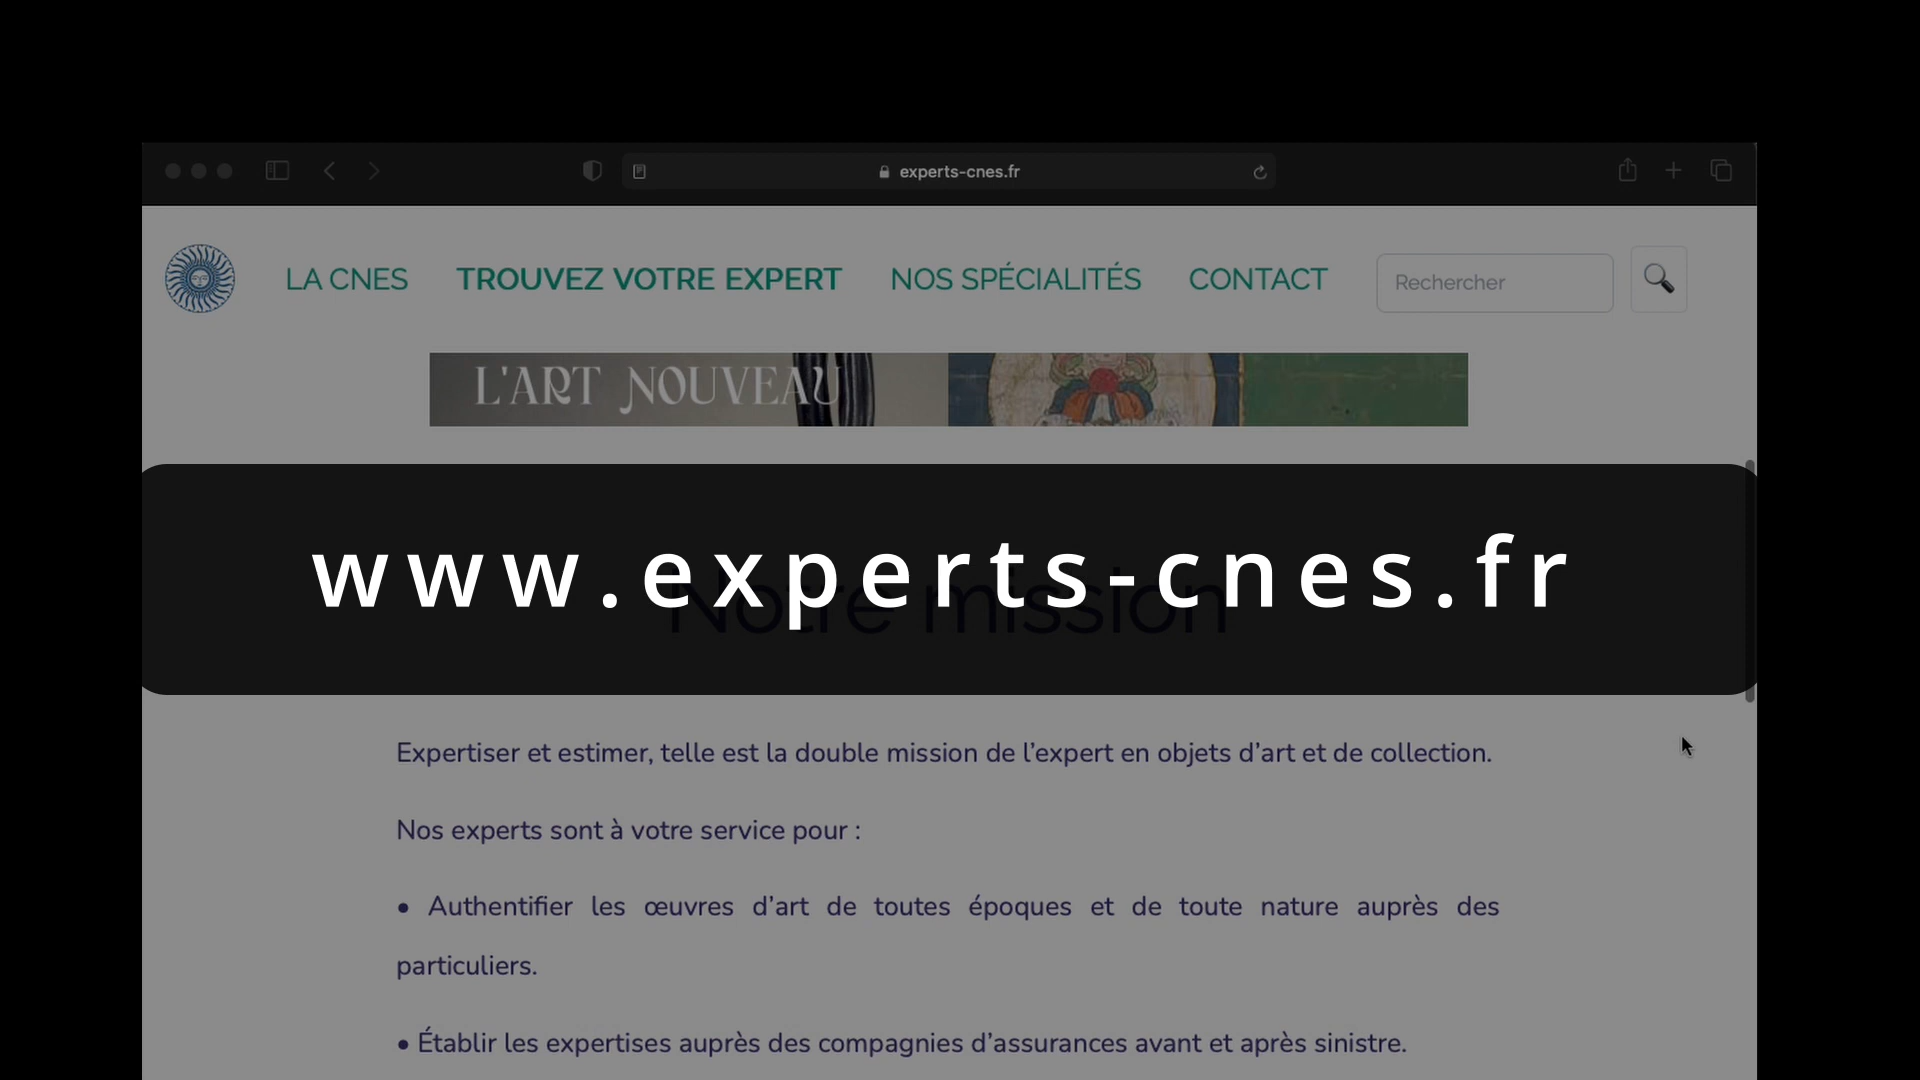 experts-cnes.fr
LA CNES TROUVEZ VOTRE EXPERT NOS SPÉCIALITÉS CONTACT Rechercher
L'ART NOUVEAU
www.experts-cnes.fr
Notre mission
Expertiser et estimer, telle est la double mission de l’expert en objets d’art et de collection.
Nos experts sont à votre service pour :
• Authentifier les œuvres d’art de toutes époques et de toute nature auprès des
particuliers.
• Établir les expertises auprès des compagnies d’assurances avant et après sinistre.